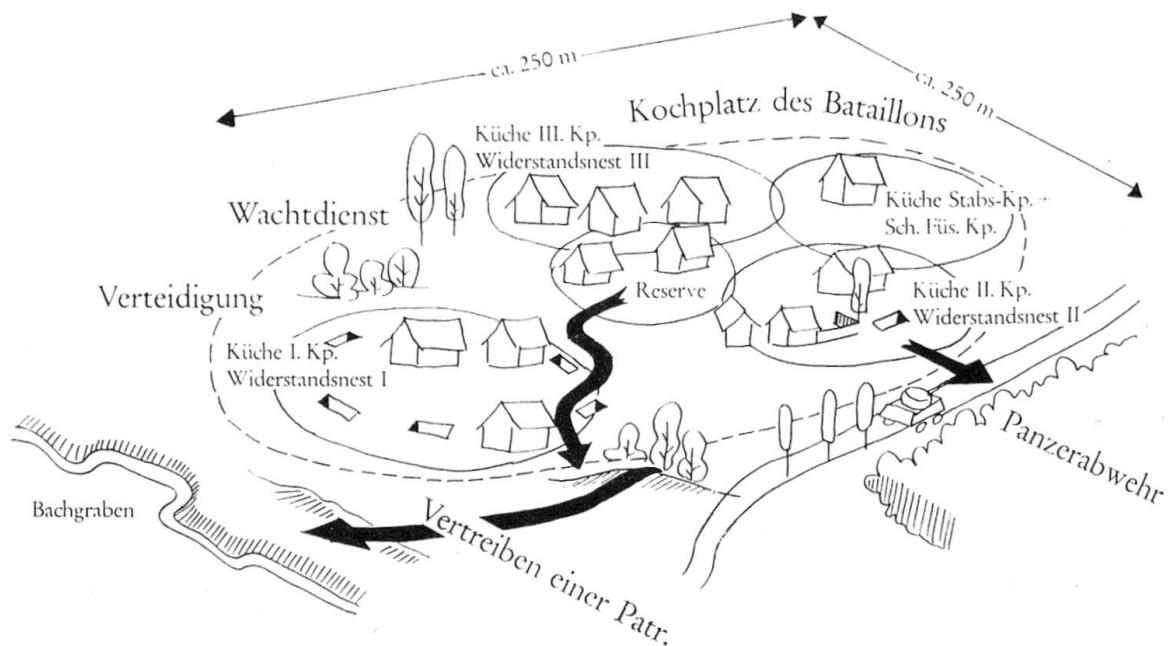 ca. 250 m
ca. 250 m
Kochplatz des Bataillons
Küche III. Kp.
Widerstandsnest III
Küche Stabs-Kp. +
Sch. Füs. Kp.
Wachtdienst
Verteidigung
Reserve
Küche II. Kp.
Widerstandsnest II
Küche I. Kp.
Widerstandsnest I
Panzerabwehr
Bachgraben
Vertreiben einer Patr.